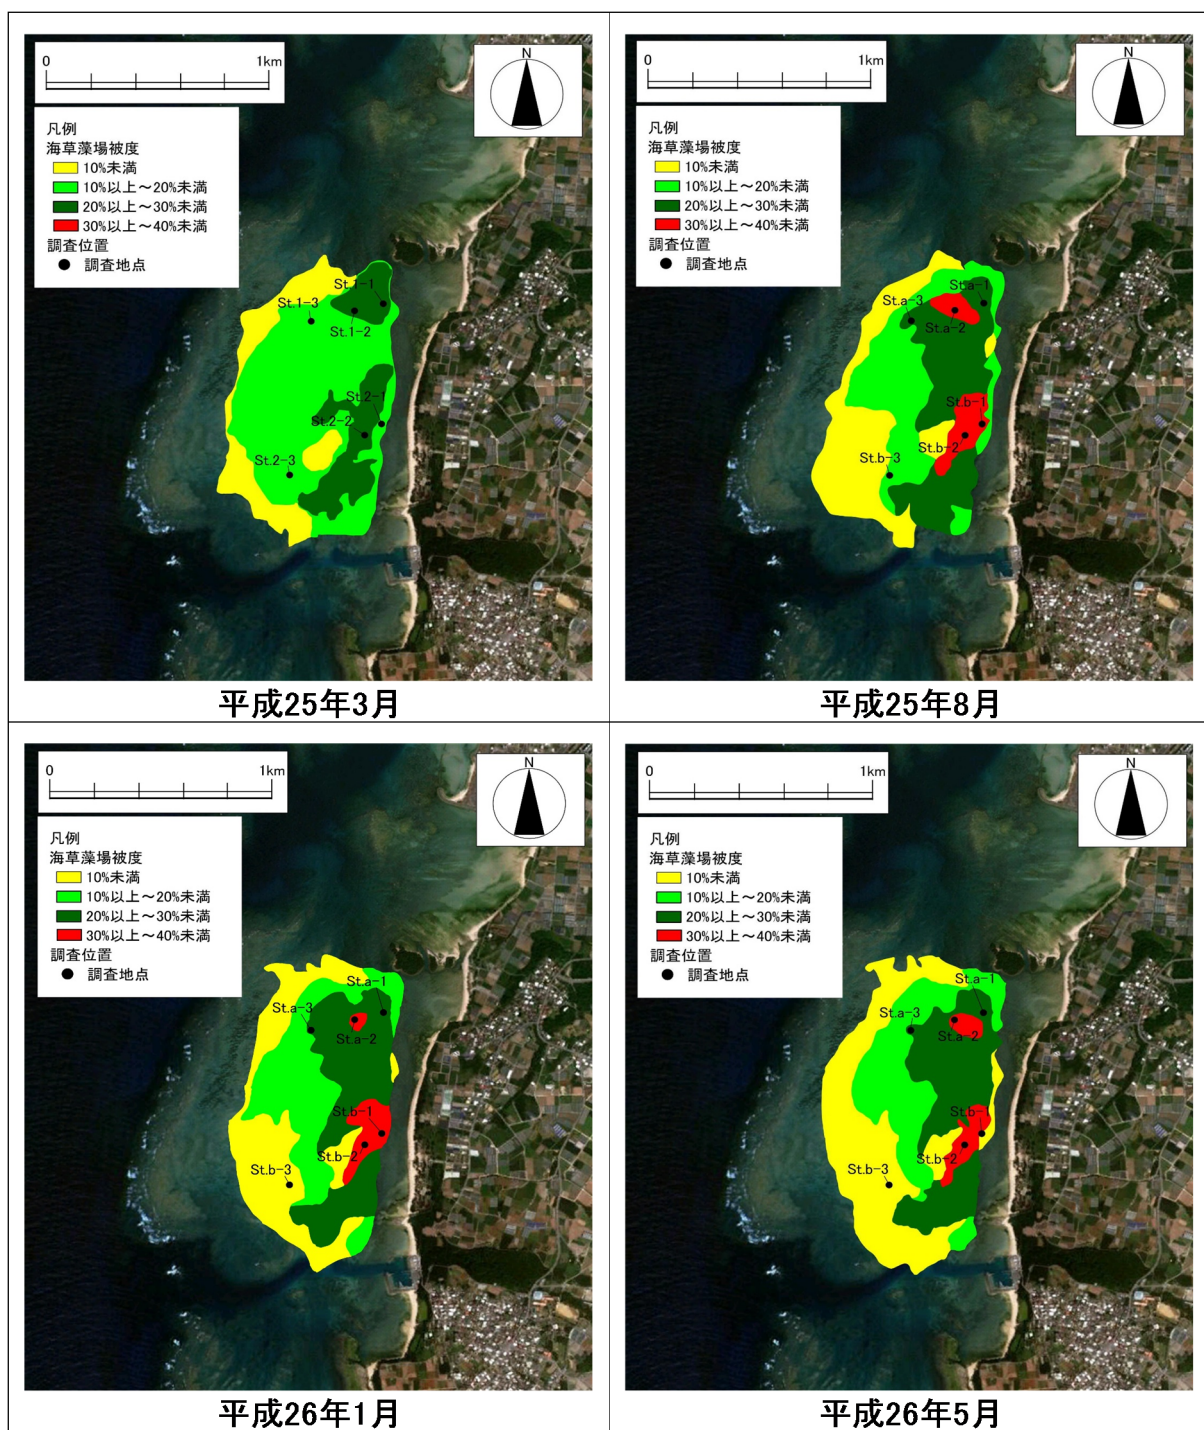 0 1km
N
凡例
海草藻場被度
10%未満
10%以上～20%未満
20%以上～30%未満
30%以上～40%未満
調査位置
調査地点
St.1-1
St.1-3
St.1-2
St.2-1
St.2-2
St.2-3
平成25年3月
0 1km
N
凡例
海草藻場被度
10%未満
10%以上～20%未満
20%以上～30%未満
30%以上～40%未満
調査位置
調査地点
St.a-1
St.a-3
St.a-2
St.b-1
St.b-2
St.b-3
平成25年8月
0 1km
N
凡例
海草藻場被度
10%未満
10%以上～20%未満
20%以上～30%未満
30%以上～40%未満
調査位置
調査地点
St.a-1
St.a-3
St.a-2
St.b-1
St.b-2
St.b-3
平成26年1月
0 1km
N
凡例
海草藻場被度
10%未満
10%以上～20%未満
20%以上～30%未満
30%以上～40%未満
調査位置
調査地点
St.a-1
St.a-3
St.a-2
St.b-1
St.b-2
St.b-3
平成26年5月